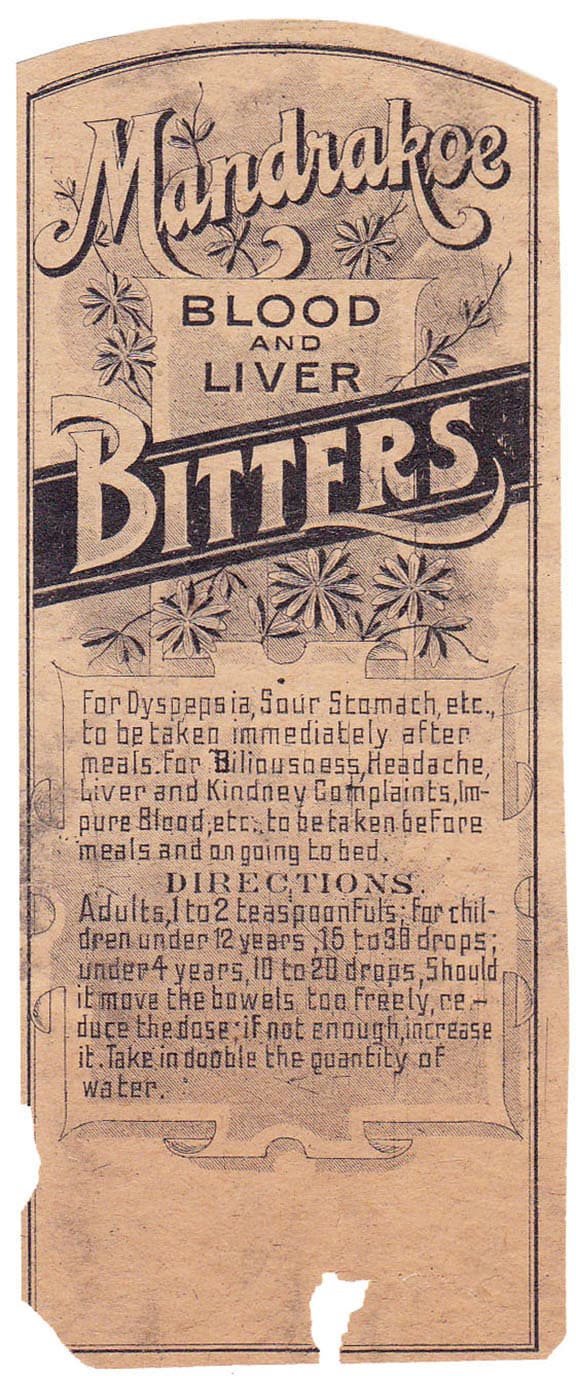 Mandrakoe
BLOOD
AND
LIVER
BITTERS
For Dyspepsia, Sour Stomach, etc.,
to be taken immediately after
meals. For Biliousness, Headache,
Liver and Kindney Complaints, Im-
pure Blood, etc., to be taken before
meals and on going to bed.
DIRECTIONS.
Adults, 1 to 2 teaspoonfuls; for chil-
dren under 12 years, 15 to 30 drops;
under 4 years, 10 to 20 drops, Should
it move the bowels too freely, re-
duce the dose; if not enough, increase
it. Take in dooble the quantity of
water.